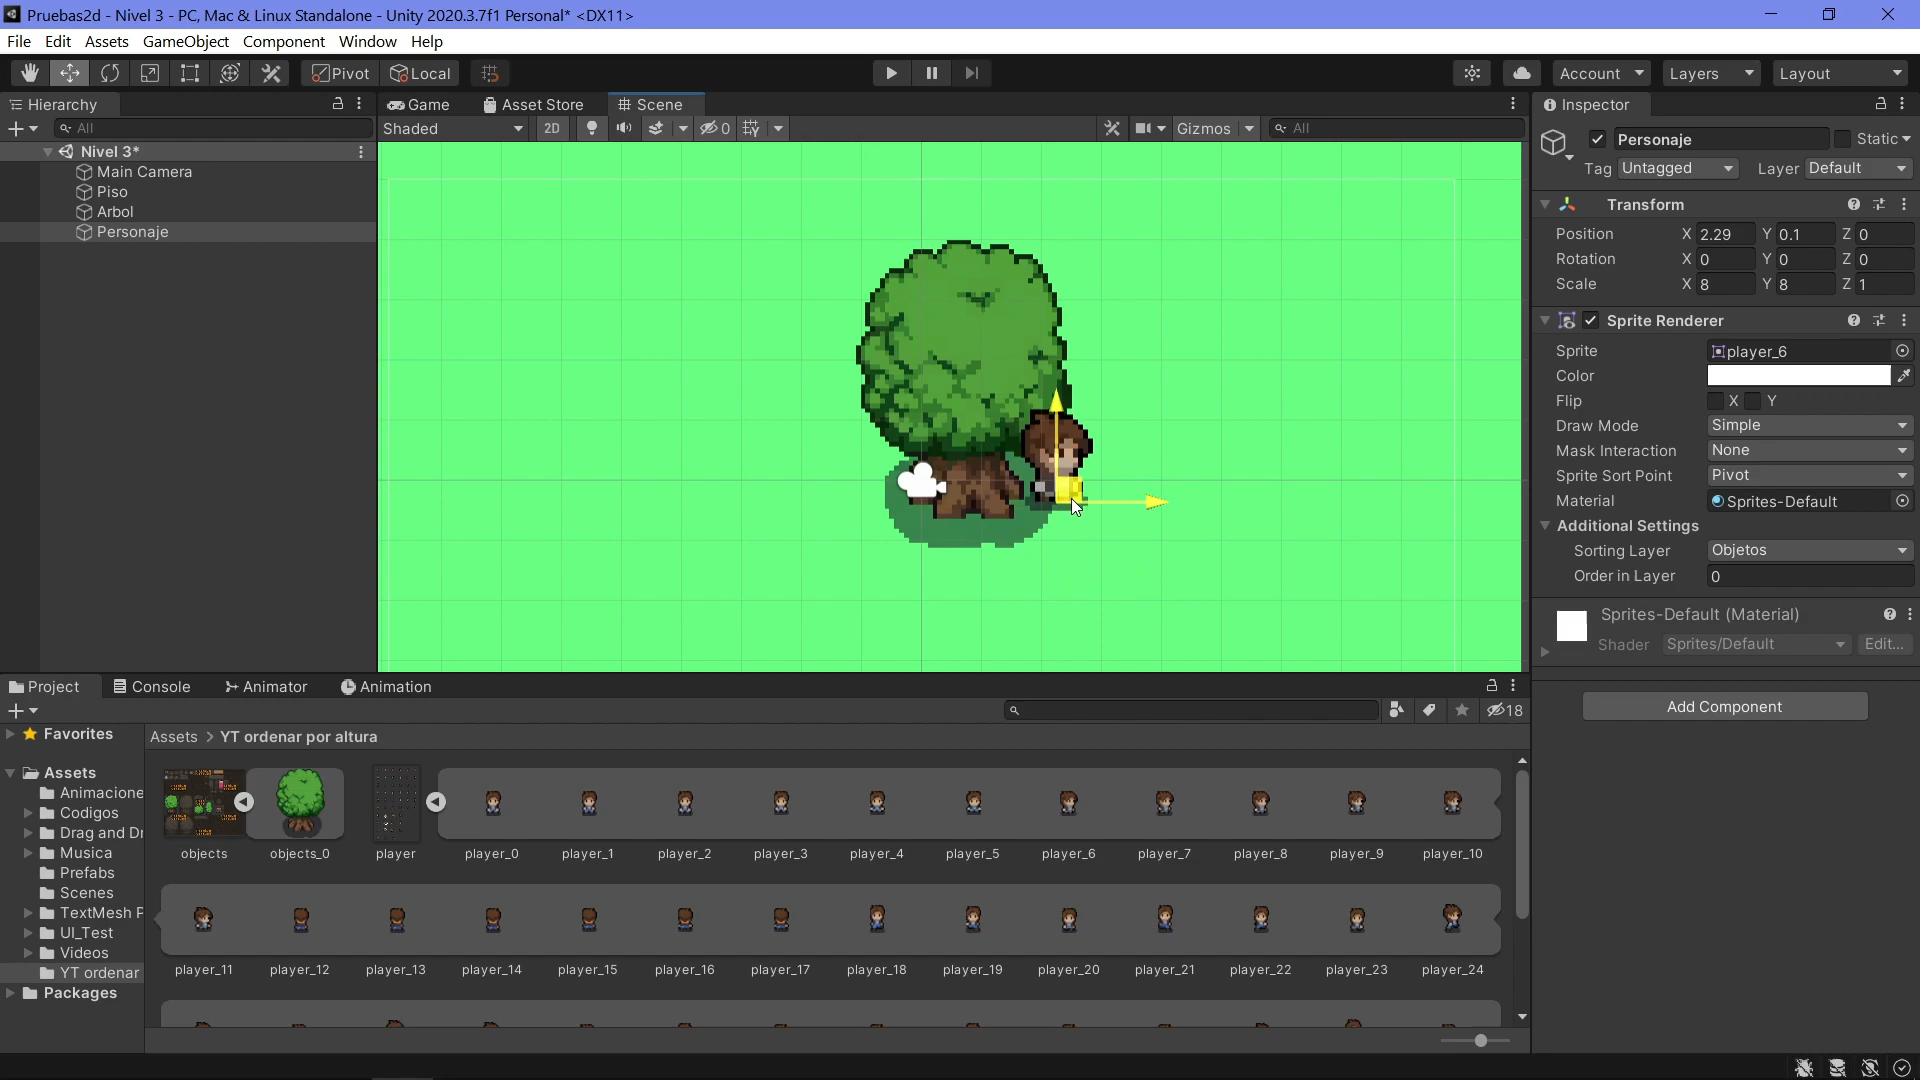 Pruebas2d - Nivel 3 - PC, Mac & Linux Standalone - Unity 2020.3.7f1 Personal* <DX11>
File Edit Assets GameObject Component Window Help
Pivot Local Account Layers Layout
Hierarchy
All
Nivel 3*
Main Camera
Piso
Arbol
Personaje
Game Asset Store Scene
Shaded 2D 0 Gizmos All
Inspector
Personaje Static
Tag Untagged Layer Default
Transform
Position X 2.29 Y 0.1 Z 0
Rotation X 0 Y 0 Z 0
Scale X 8 Y 8 Z 1
Sprite Renderer
Sprite player_6
Color
Flip X Y
Draw Mode Simple
Mask Interaction None
Sprite Sort Point Pivot
Material Sprites-Default
Additional Settings
Sorting Layer Objetos
Order in Layer 0
Sprites-Default (Material)
Shader Sprites/Default Edit...
Add Component
Project Console Animator Animation
18
Favorites
Assets
Animacione
Codigos
Drag and Dr
Musica
Prefabs
Scenes
TextMesh P
UI_Test
Videos
YT ordenar
Packages
Assets > YT ordenar por altura
objects objects_0 player player_0 player_1 player_2 player_3 player_4 player_5 player_6 player_7 player_8 player_9 player_10
player_11 player_12 player_13 player_14 player_15 player_16 player_17 player_18 player_19 player_20 player_21 player_22 player_23 player_24